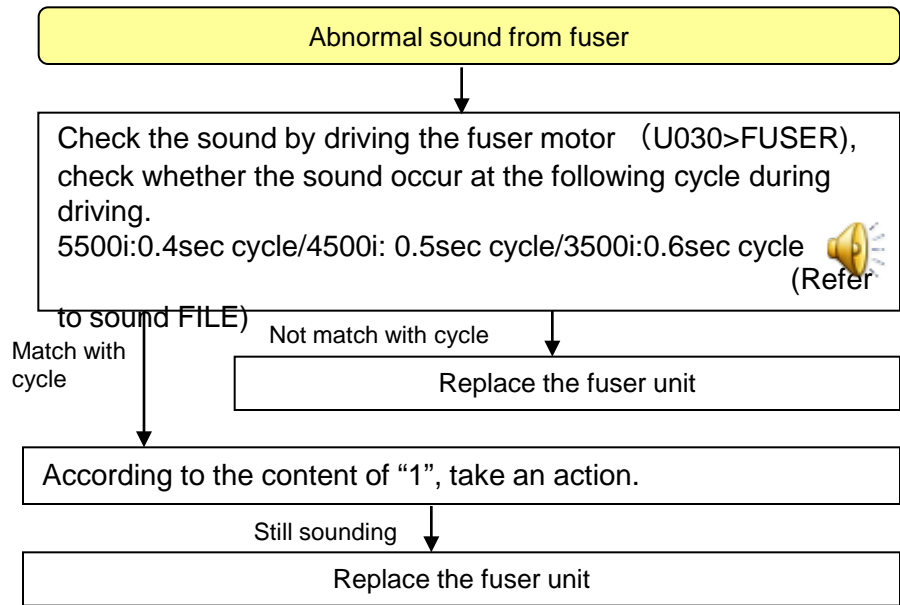 Abnormal sound from fuser
Check the sound by driving the fuser motor （U030>FUSER),
check whether the sound occur at the following cycle during
driving.
5500i:0.4sec cycle/4500i: 0.5sec cycle/3500i:0.6sec cycle
(Refer
to sound FILE)
Match with
cycle
Not match with cycle
Replace the fuser unit
According to the content of “1”, take an action.
Still sounding
Replace the fuser unit